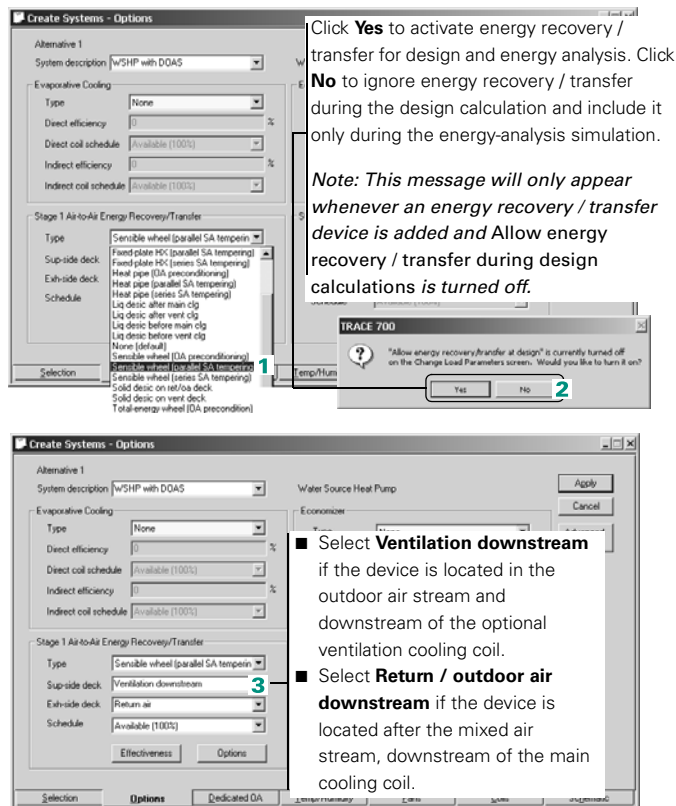 Create Systems - Options
Click Yes to activate energy recovery /
transfer for design and energy analysis. Click
No to ignore energy recovery / transfer
during the design calculation and include it
only during the energy-analysis simulation.
Note: This message will only appear
whenever an energy recovery / transfer
device is added and Allow energy
recovery / transfer during design
calculations is turned off.
Alternative 1
System description WSHP with DOAS
Evaporative Cooling
Type None
Direct efficiency 0 %
Direct coil schedule Available (100%)
Indirect efficiency 0 %
Indirect coil schedule Available (100%)
Stage 1 Air-to-Air Energy Recovery/Transfer
Type Sensible wheel (parallel SA temperin
Sup-side deck
Exh-side deck
Schedule
Fixed-plate HX (parallel SA tempering)
Fixed-plate HX (series SA tempering)
Heat pipe (OA preconditioning)
Heat pipe (parallel SA tempering)
Heat pipe (series SA tempering)
Liq desic after main clg
Liq desic after vent clg
Liq desic before main clg
Liq desic before vent clg
None (default)
Sensible wheel (OA preconditioning)
Sensible wheel (parallel SA tempering 1
Sensible wheel (series SA tempering)
Solid desic on ret/oa deck
Solid desic on vent deck
Total-energy wheel (OA precondition)
Selection
Temp/Hum
TRACE 700
"Allow energy recovery/transfer at design" is currently turned off
on the Change Load Parameters screen. Would you like to turn it on?
Yes No 2
Create Systems - Options
Alternative 1
System description WSHP with DOAS
Water Source Heat Pump
Apply
Cancel
Evaporative Cooling
Economizer
Type None
Direct efficiency 0 %
Direct coil schedule Available (100%)
Indirect efficiency 0 %
Indirect coil schedule Available (100%)
Stage 1 Air-to-Air Energy Recovery/Transfer
Type Sensible wheel (parallel SA temperin
Sup-side deck Ventilation downstream 3
Exh-side deck Return air
Schedule Available (100%)
Effectiveness Options
■ Select Ventilation downstream
if the device is located in the
outdoor air stream and
downstream of the optional
ventilation cooling coil.
■ Select Return / outdoor air
downstream if the device is
located after the mixed air
stream, downstream of the main
cooling coil.
Selection Options Dedicated OA Temp/Humidity Fans Coils Schematic